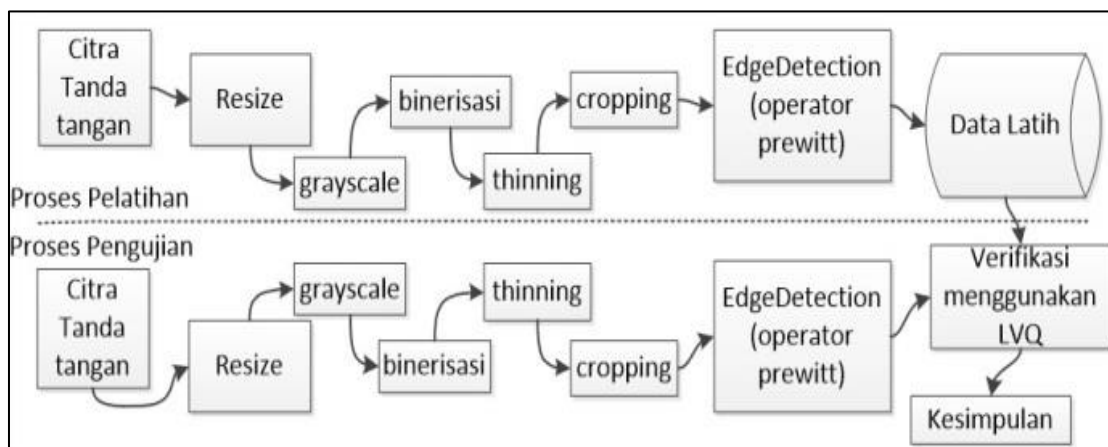 Citra
Tanda
tangan
Resize
grayscale
binerisasi
thinning
cropping
EdgeDetection
(operator
prewitt)
Data Latih
Proses Pelatihan
Proses Pengujian
Citra
Tanda
tangan
Resize
grayscale
binerisasi
thinning
cropping
EdgeDetection
(operator
prewitt)
Verifikasi
menggunakan
LVQ
Kesimpulan